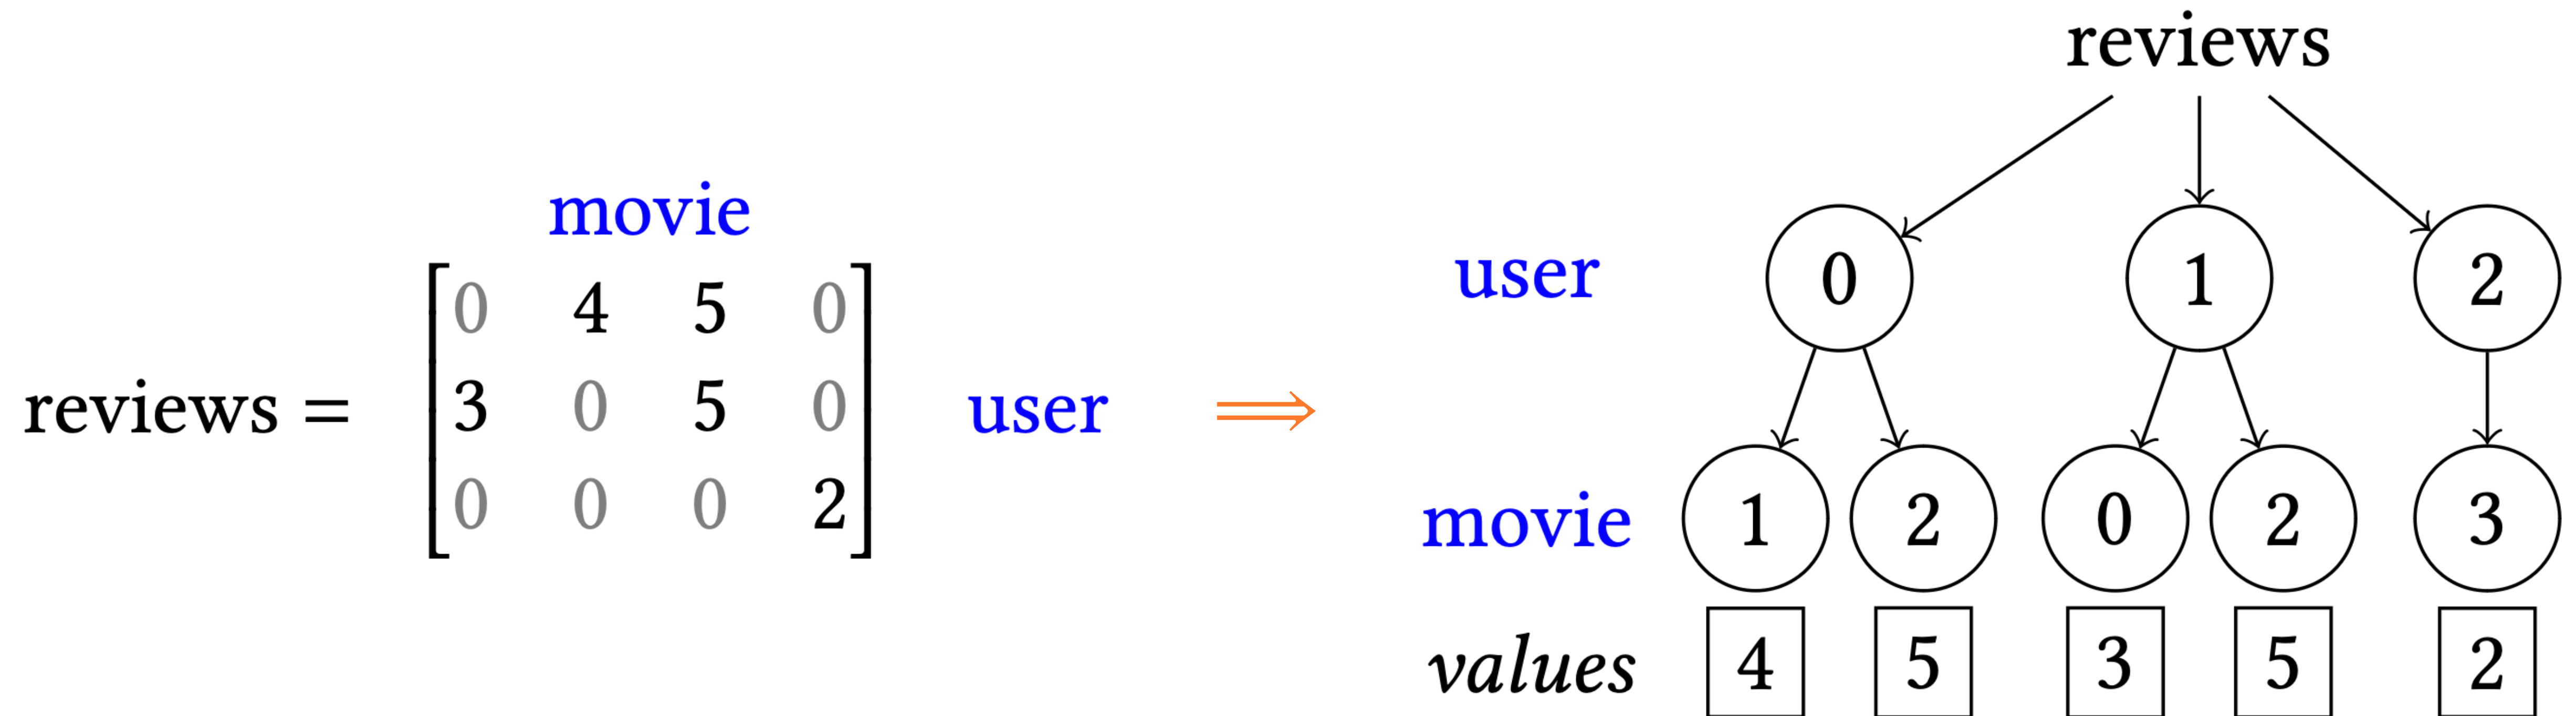 movie
reviews =
0 4 5 0
3 0 5 0
0 0 0 2
user
⟹
reviews
user 0 1 2
movie 1 2 0 2 3
values 4 5 3 5 2